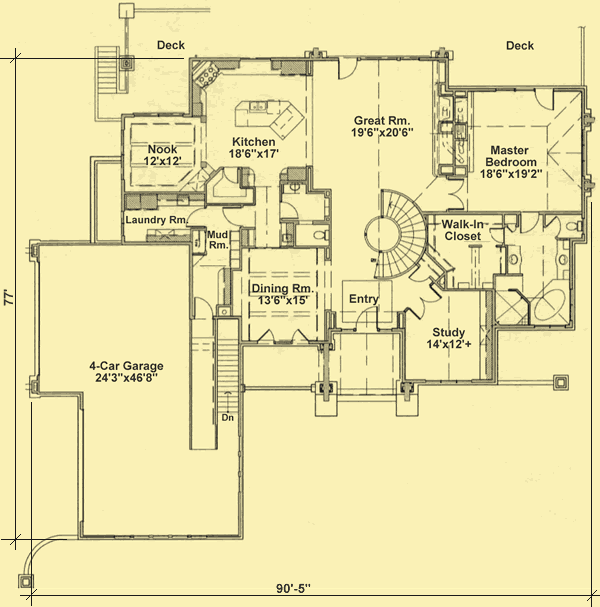 Deck
Deck
Great Rm.
19'6"x20'6"
Kitchen
18'6"x17'
Nook
12'x12'
Master
Bedroom
18'6"x19'2"
Laundry Rm.
Mud
Rm.
Walk-In
Closet
Dining Rm.
13'6"x15'
Entry
77'
Study
14'x12'+
4-Car Garage
24'3"x46'8"
Dn
90'-5"